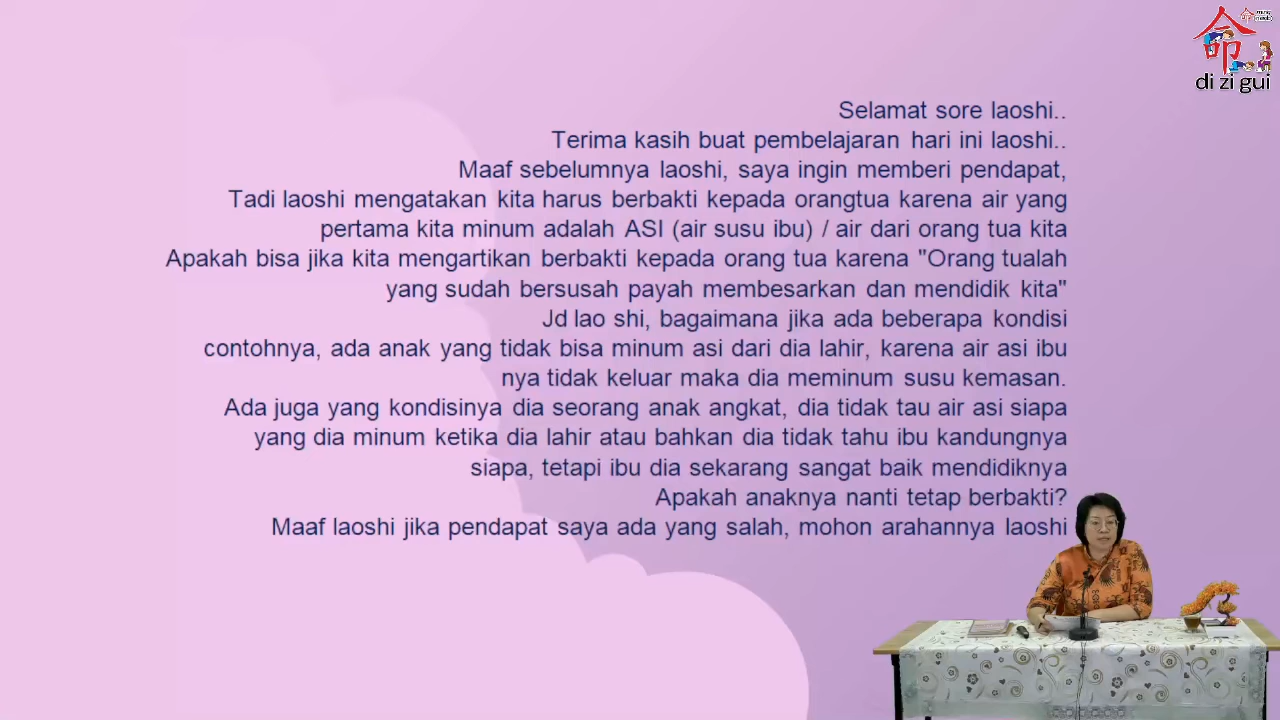 命
di zi gui
Selamat sore laoshi..
Terima kasih buat pembelajaran hari ini laoshi..
Maaf sebelumnya laoshi, saya ingin memberi pendapat,
Tadi laoshi mengatakan kita harus berbakti kepada orangtua karena air yang
pertama kita minum adalah ASI (air susu ibu) / air dari orang tua kita
Apakah bisa jika kita mengartikan berbakti kepada orang tua karena "Orang tualah
yang sudah bersusah payah membesarkan dan mendidik kita"
Jd lao shi, bagaimana jika ada beberapa kondisi
contohnya, ada anak yang tidak bisa minum asi dari dia lahir, karena air asi ibu
nya tidak keluar maka dia meminum susu kemasan.
Ada juga yang kondisinya dia seorang anak angkat, dia tidak tau air asi siapa
yang dia minum ketika dia lahir atau bahkan dia tidak tahu ibu kandungnya
siapa, tetapi ibu dia sekarang sangat baik mendidiknya
Apakah anaknya nanti tetap berbakti?
Maaf laoshi jika pendapat saya ada yang salah, mohon arahannya laoshi